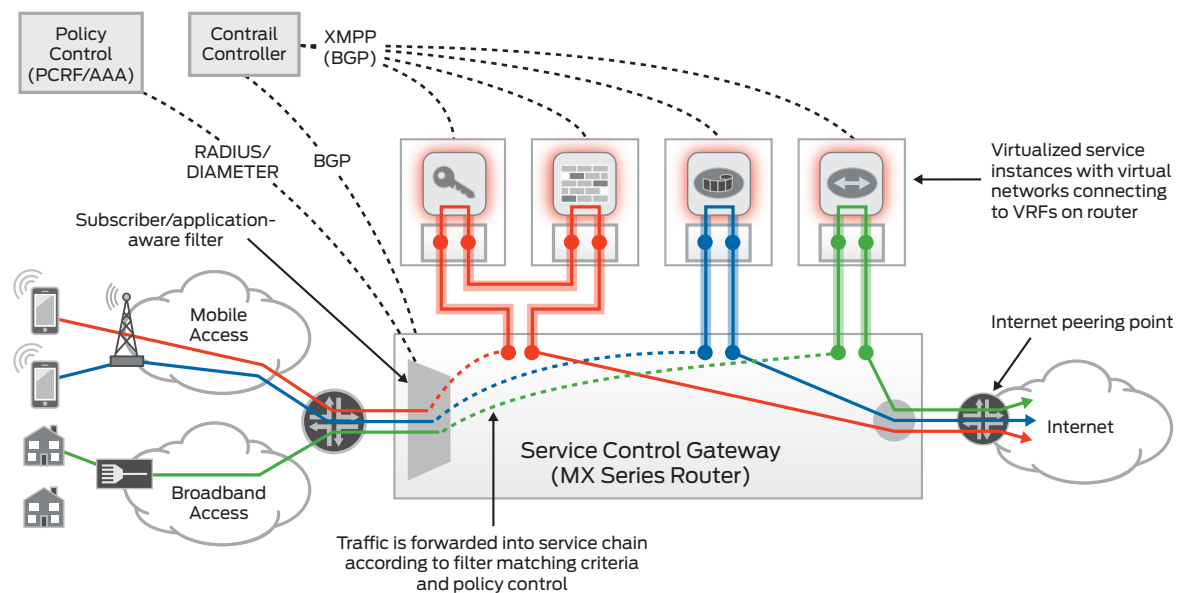 Policy
Control
(PCRF/AAA)
Contrail
Controller
XMPP
(BGP)
RADIUS/
DIAMETER
BGP
Virtualized service
instances with virtual
networks connecting
to VRFs on router
Subscriber/application-
aware filter
Mobile
Access
Internet peering point
Internet
Service Control Gateway
(MX Series Router)
Broadband
Access
Traffic is forwarded into service chain
according to filter matching criteria
and policy control